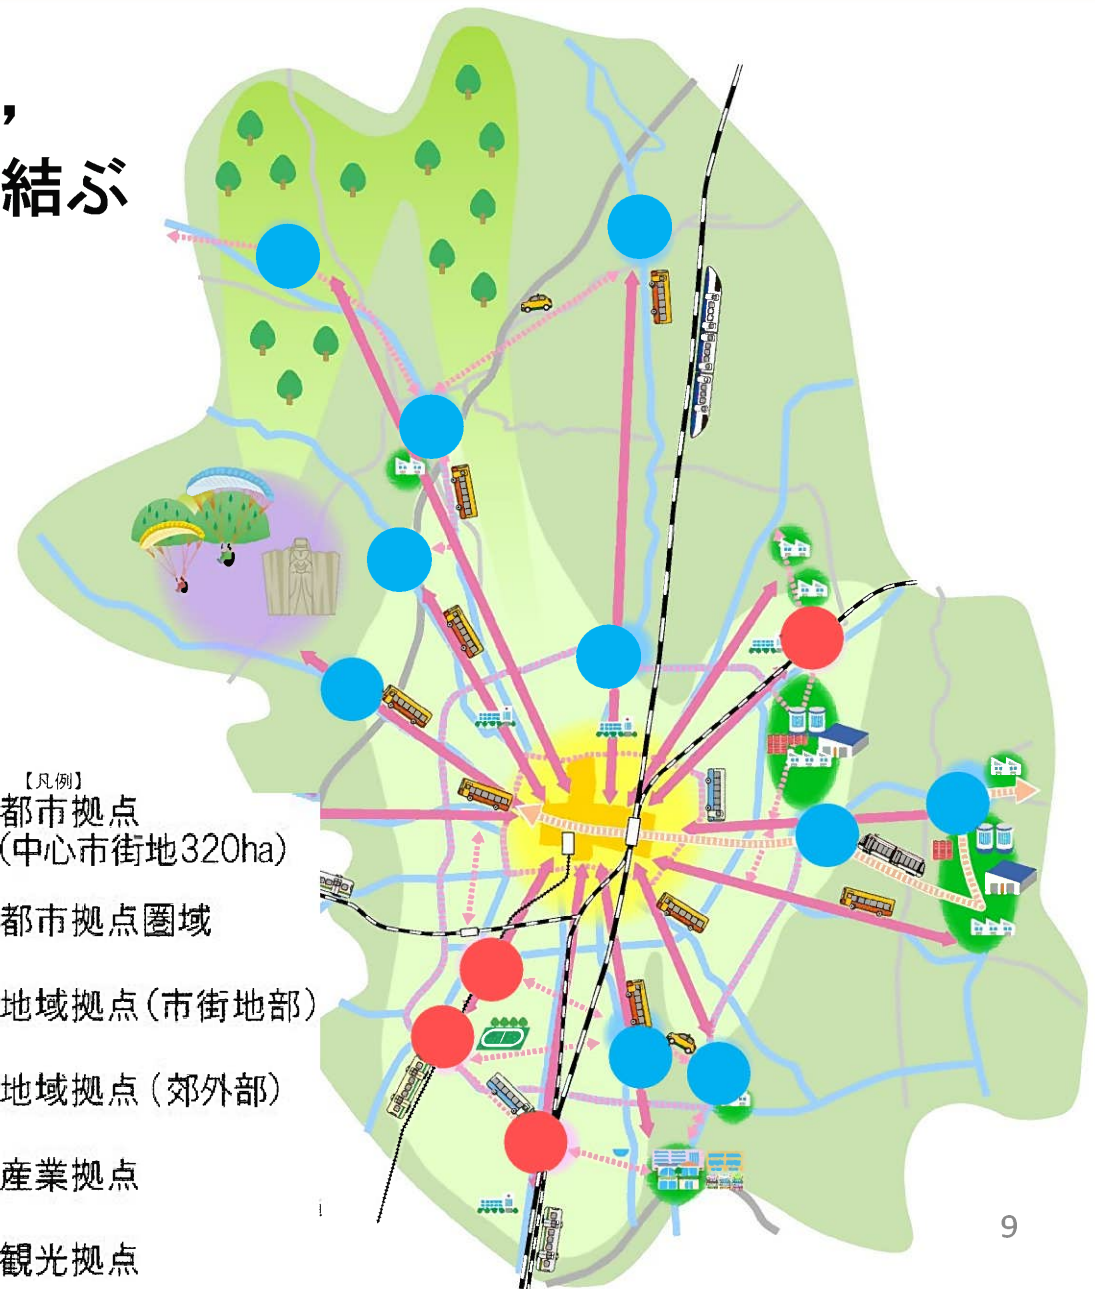 ，
結ぶ
【凡例】
都市拠点
(中心市街地320ha)
都市拠点圏域
地域拠点(市街地部)
地域拠点(郊外部)
産業拠点
観光拠点
9